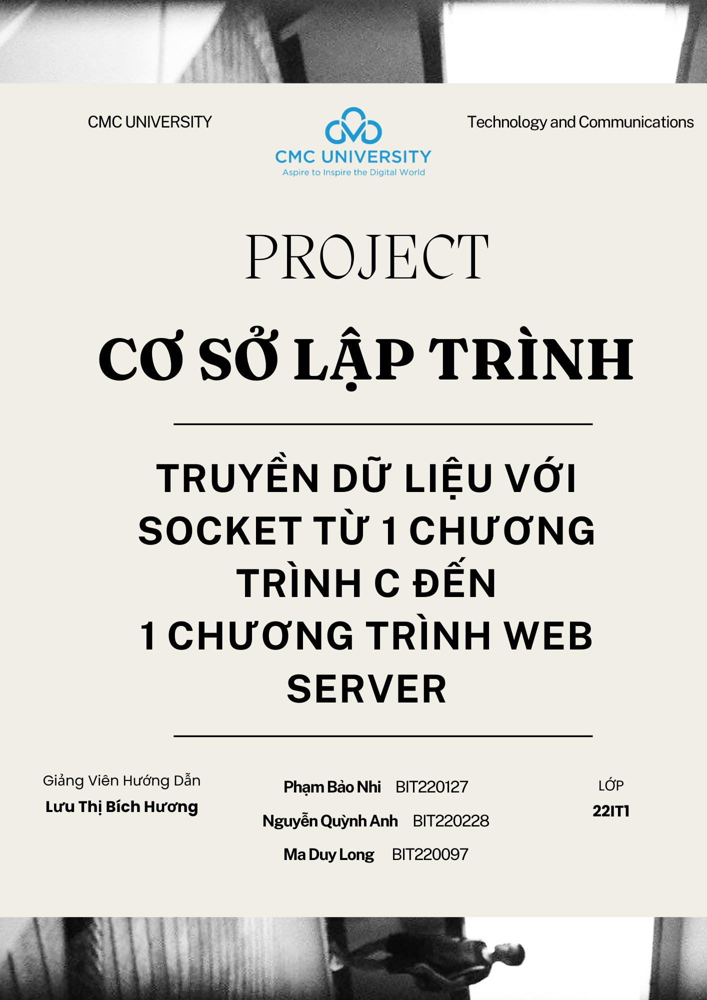 CMC UNIVERSITY
CMC UNIVERSITY
Aspire to Inspire the Digital World
Technology and Communications
PROJECT
CƠ SỞ LẬP TRÌNH
TRUYỀN DỮ LIỆU VỚI
SOCKET TỪ 1 CHƯƠNG
TRÌNH C ĐẾN
1 CHƯƠNG TRÌNH WEB
SERVER
Giảng Viên Hướng Dẫn
Lưu Thị Bích Hương
Phạm Bảo Nhi BIT220127
Nguyễn Quỳnh Anh BIT220228
Ma Duy Long BIT220097
LỚP
22IT1